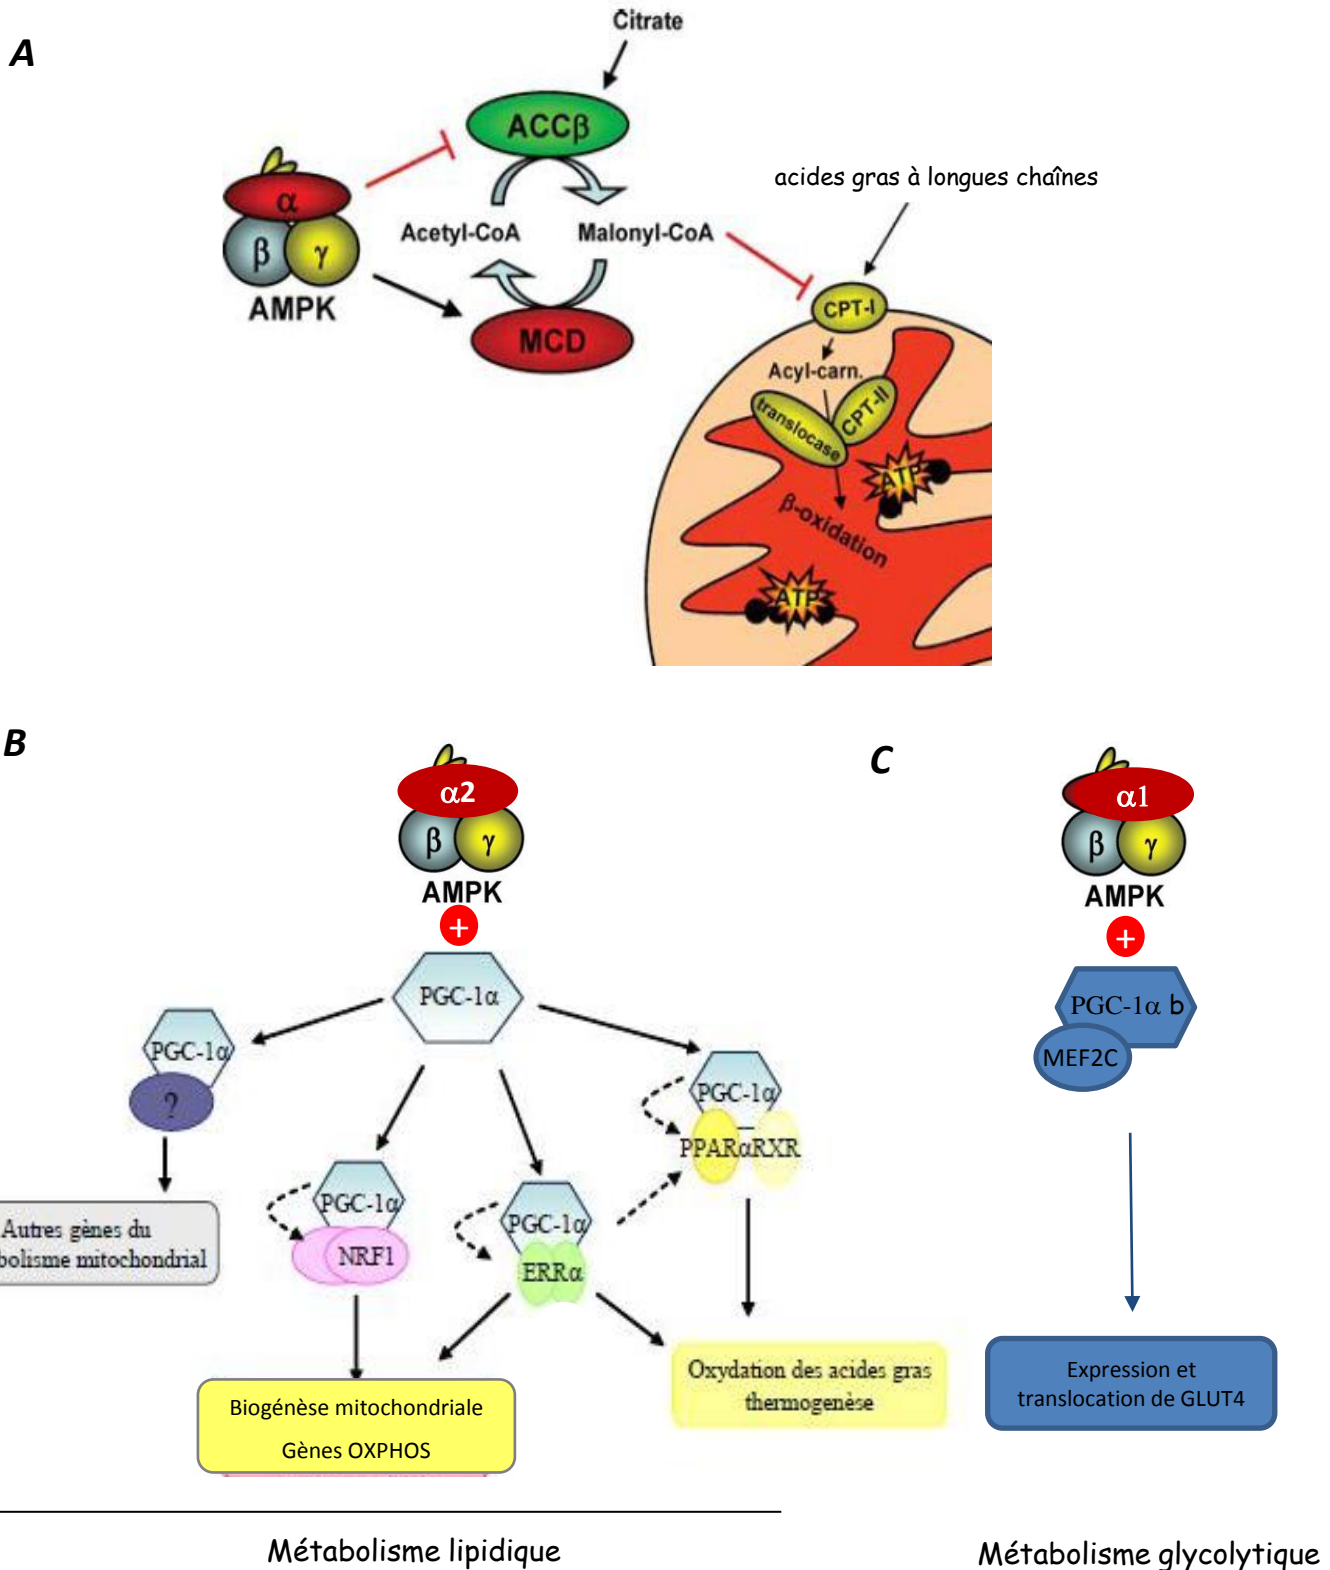 A
Citrate
ACCβ
acides gras à longues chaînes
α
β γ
AMPK
Acetyl-CoA Malonyl-CoA
CPT-I
MCD
Acyl-carn.
translocase CPT-II
ATP
β-oxidation
ATP
B
α2
β γ
AMPK
+
PGC-1α
PGC-1α
?
Autres gènes du
bolisme mitochondrial
PGC-1α
NRF1
PGC-1α
ERRα
PGC-1α
PPARαRXR
Biogénèse mitochondriale
Gènes OXPHOS
Oxydation des acides gras
thermogenèse
Métabolisme lipidique
C
α1
β γ
AMPK
+
PGC-1α b
MEF2C
Expression et
translocation de GLUT4
Métabolisme glycolytique